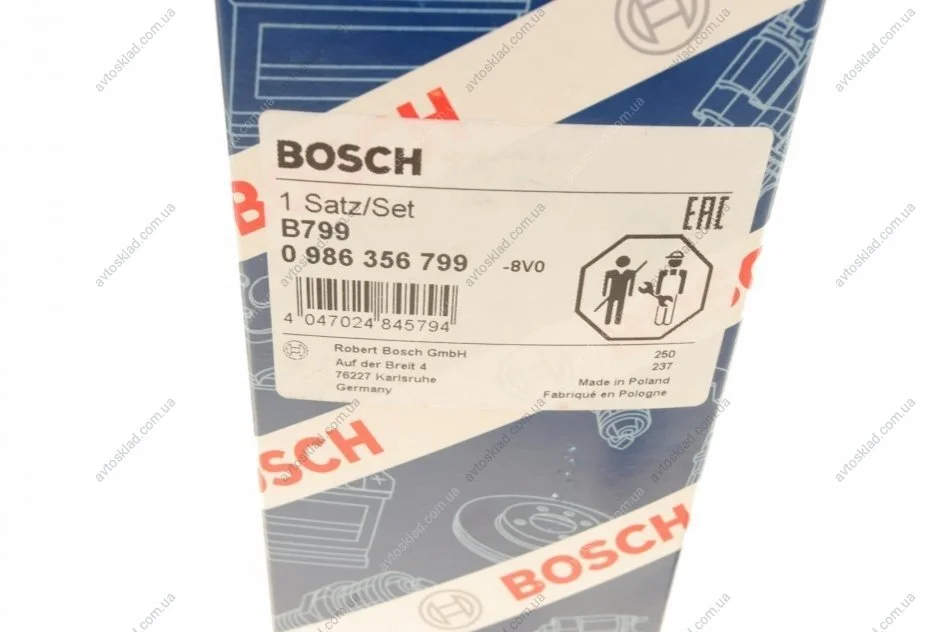 BOSCH
1 Satz/Set
B799
0 986 356 799 -8V0
EAC
4 047024 845794
Robert Bosch GmbH
Auf der Breit 4
76227 Karlsruhe
Germany
250
237
Made in Poland
Fabriqué en Pologne
BOSCH
BOSCH
avtosklad.com.ua